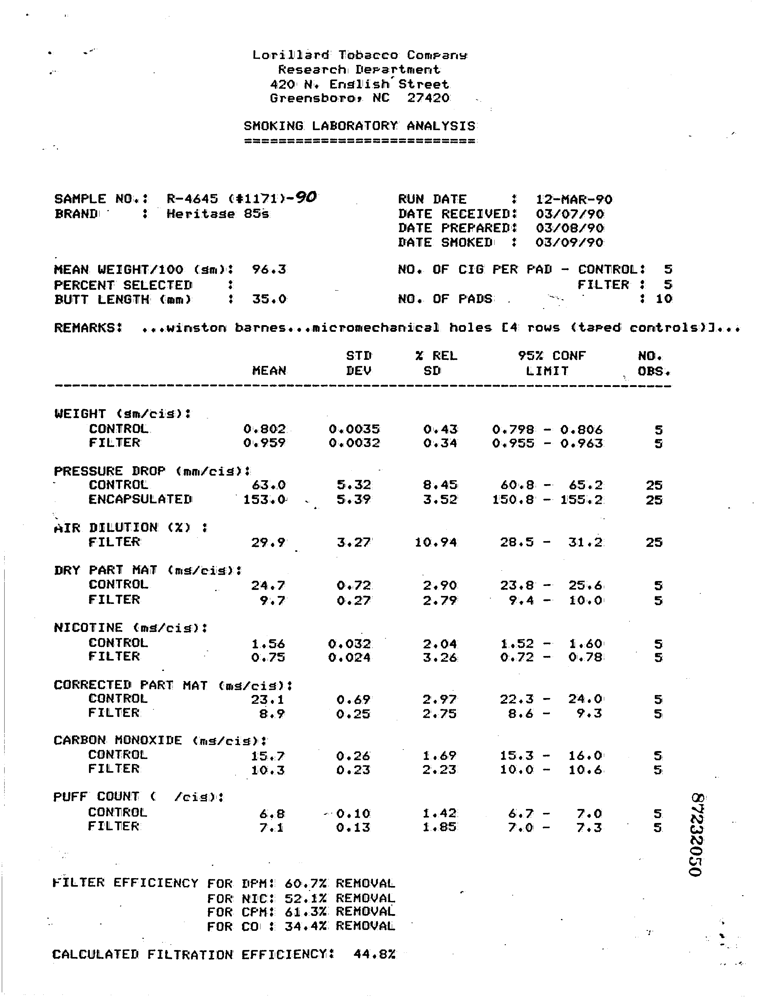 Lorillard Tobacco Company
Research Department
420 N. English Street
Greensboro, NC 27420
SMOKING LABORATORY ANALYSIS
===========================
SAMPLE NO.: R-4645 (#1171)-90 RUN DATE : 12-MAR-90
BRAND : Heritage 85s DATE RECEIVED: 03/07/90
DATE PREPARED: 03/08/90
DATE SMOKED : 03/09/90
MEAN WEIGHT/100 (gm): 96.3 NO. OF CIG PER PAD - CONTROL: 5
PERCENT SELECTED : FILTER : 5
BUTT LENGTH (mm) : 35.0 NO. OF PADS : 10
REMARKS: ...winston barnes...micromechanical holes [4 rows (taped controls)]...
STD % REL 95% CONF NO.
MEAN DEV SD LIMIT OBS.
WEIGHT (gm/cig):
CONTROL 0.802 0.0035 0.43 0.798 - 0.806 5
FILTER 0.959 0.0032 0.34 0.955 - 0.963 5
PRESSURE DROP (mm/cig):
CONTROL 63.0 5.32 8.45 60.8 - 65.2 25
ENCAPSULATED 153.0 5.39 3.52 150.8 - 155.2 25
AIR DILUTION (%) :
FILTER 29.9 3.27 10.94 28.5 - 31.2 25
DRY PART MAT (mg/cig):
CONTROL 24.7 0.72 2.90 23.8 - 25.6 5
FILTER 9.7 0.27 2.79 9.4 - 10.0 5
NICOTINE (mg/cig):
CONTROL 1.56 0.032 2.04 1.52 - 1.60 5
FILTER 0.75 0.024 3.26 0.72 - 0.78 5
CORRECTED PART MAT (mg/cig):
CONTROL 23.1 0.69 2.97 22.3 - 24.0 5
FILTER 8.9 0.25 2.75 8.6 - 9.3 5
CARBON MONOXIDE (mg/cig):
CONTROL 15.7 0.26 1.69 15.3 - 16.0 5
FILTER 10.3 0.23 2.23 10.0 - 10.6 5
PUFF COUNT ( /cig):
CONTROL 6.8 0.10 1.42 6.7 - 7.0 5
FILTER 7.1 0.13 1.85 7.0 - 7.3 5
87232050
FILTER EFFICIENCY FOR DPM: 60.7% REMOVAL
FOR NIC: 52.1% REMOVAL
FOR CPM: 61.3% REMOVAL
FOR CO : 34.4% REMOVAL
CALCULATED FILTRATION EFFICIENCY: 44.8%